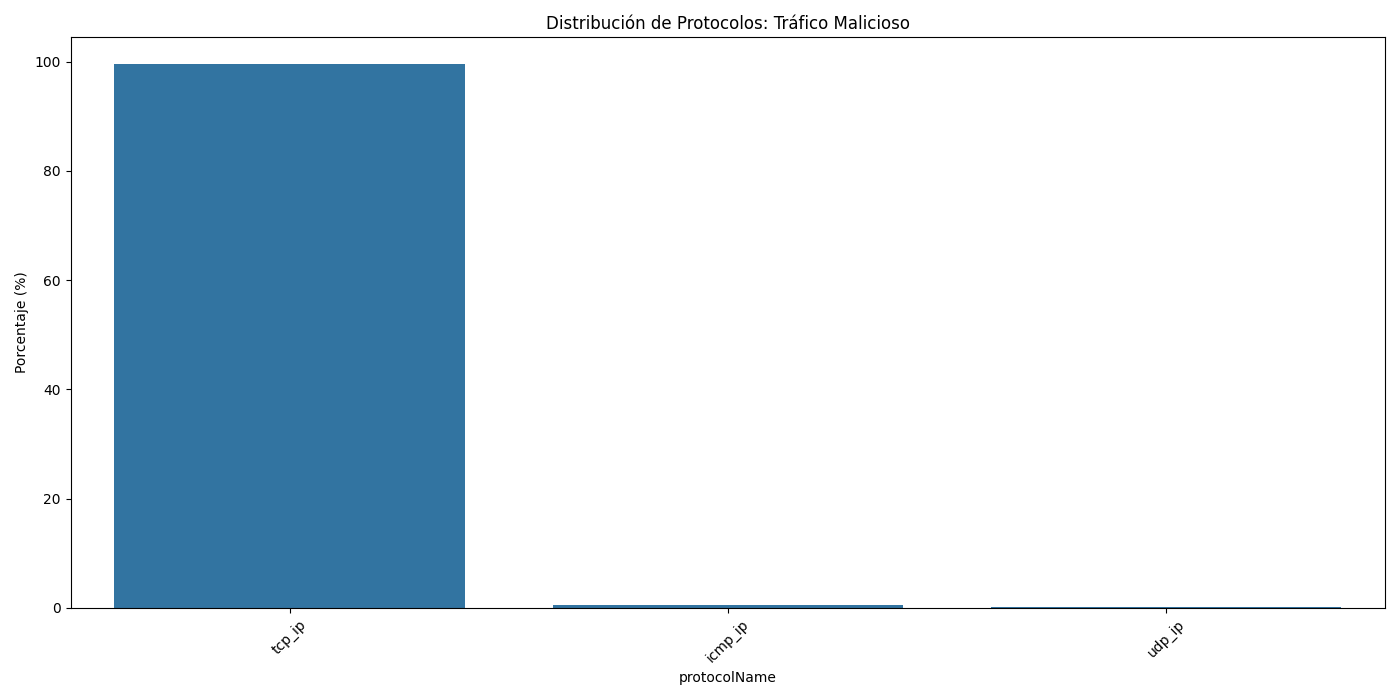 Distribución de Protocolos: Tráfico Malicioso
100
80
60
40
20
0
Porcentaje (%)
tcp_ip
icmp_ip
udp_ip
protocolName